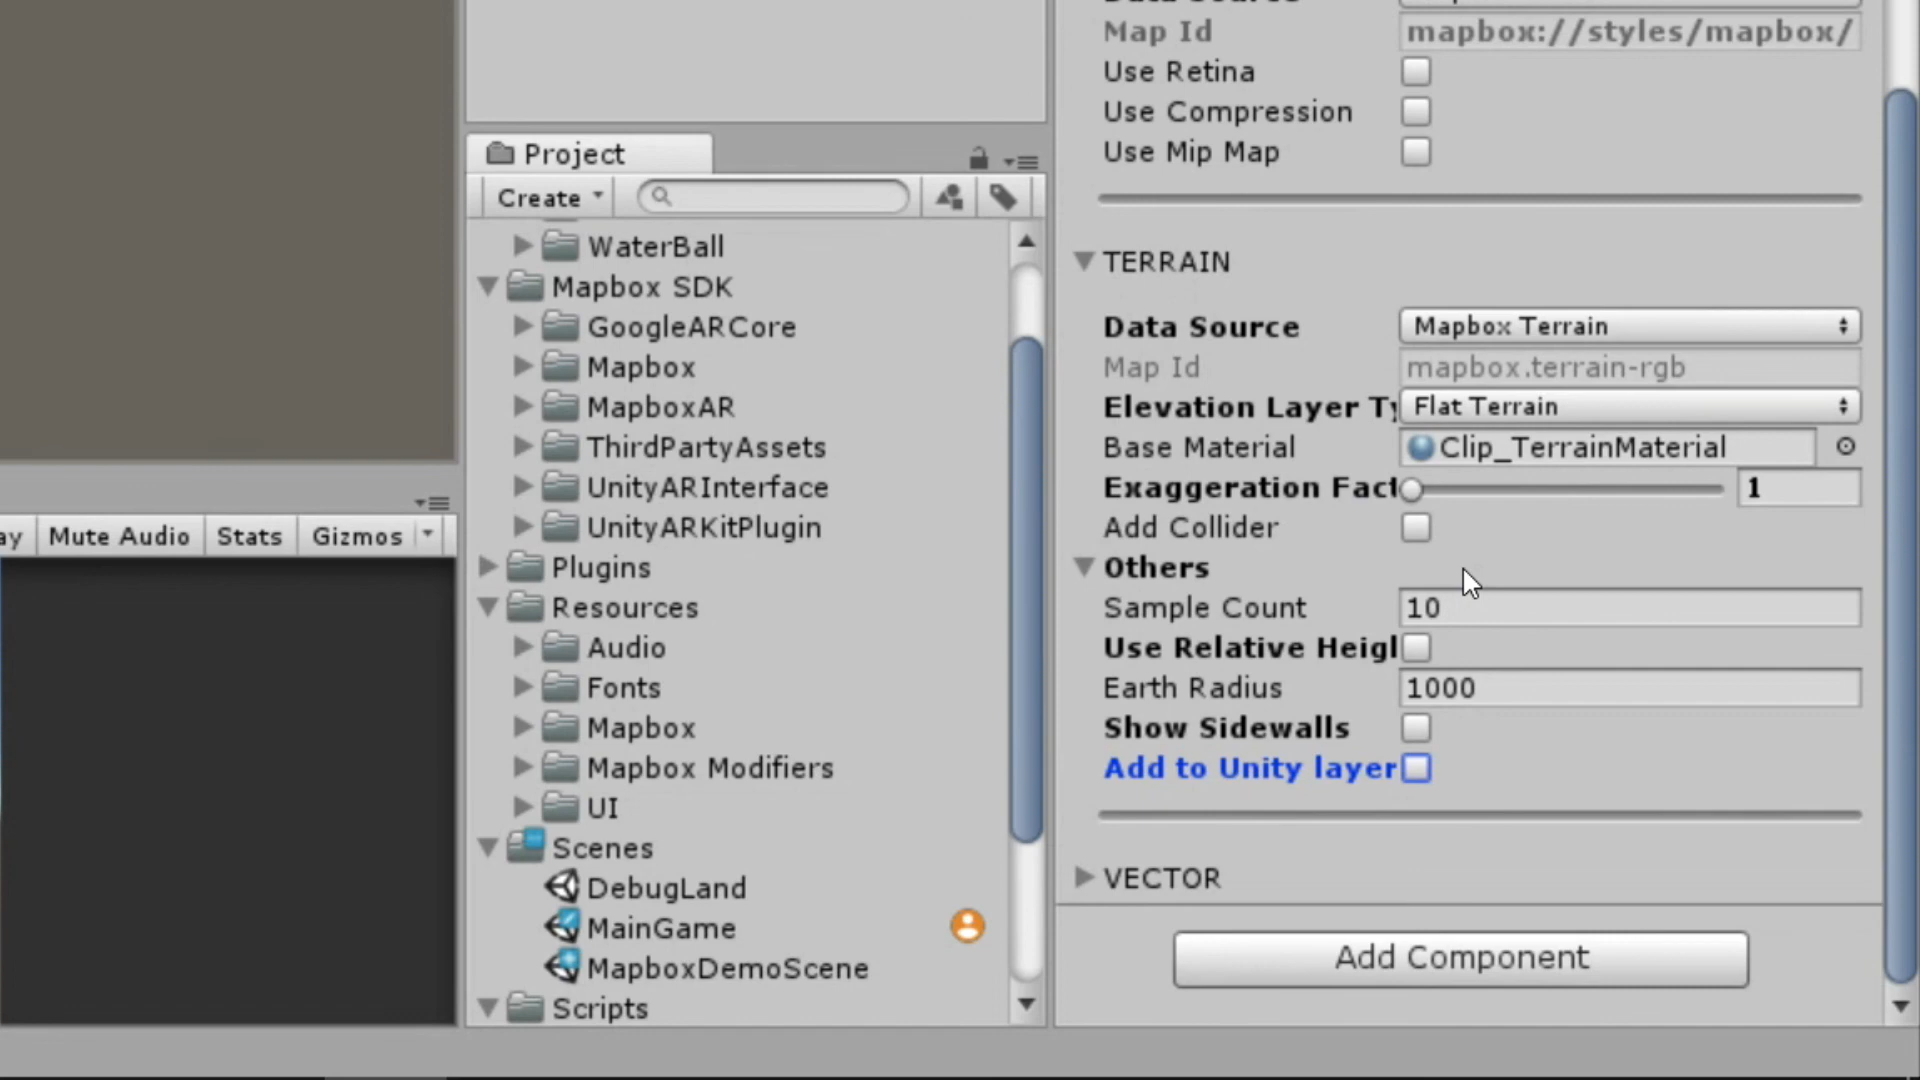 Map Id
mapbox://styles/mapbox/
Use Retina
Use Compression
Use Mip Map
Project
Create
WaterBall
Mapbox SDK
GoogleARCore
Mapbox
MapboxAR
ThirdPartyAssets
UnityARInterface
UnityARKitPlugin
Plugins
Resources
Audio
Fonts
Mapbox
Mapbox Modifiers
UI
Scenes
DebugLand
MainGame
MapboxDemoScene
Scripts
ay
Mute Audio
Stats
Gizmos
TERRAIN
Data Source
Mapbox Terrain
Map Id
mapbox.terrain-rgb
Elevation Layer Ty
Flat Terrain
Base Material
Clip_TerrainMaterial
Exaggeration Fact
1
Add Collider
Others
Sample Count
10
Use Relative Heigl
Earth Radius
1000
Show Sidewalls
Add to Unity layer
VECTOR
Add Component